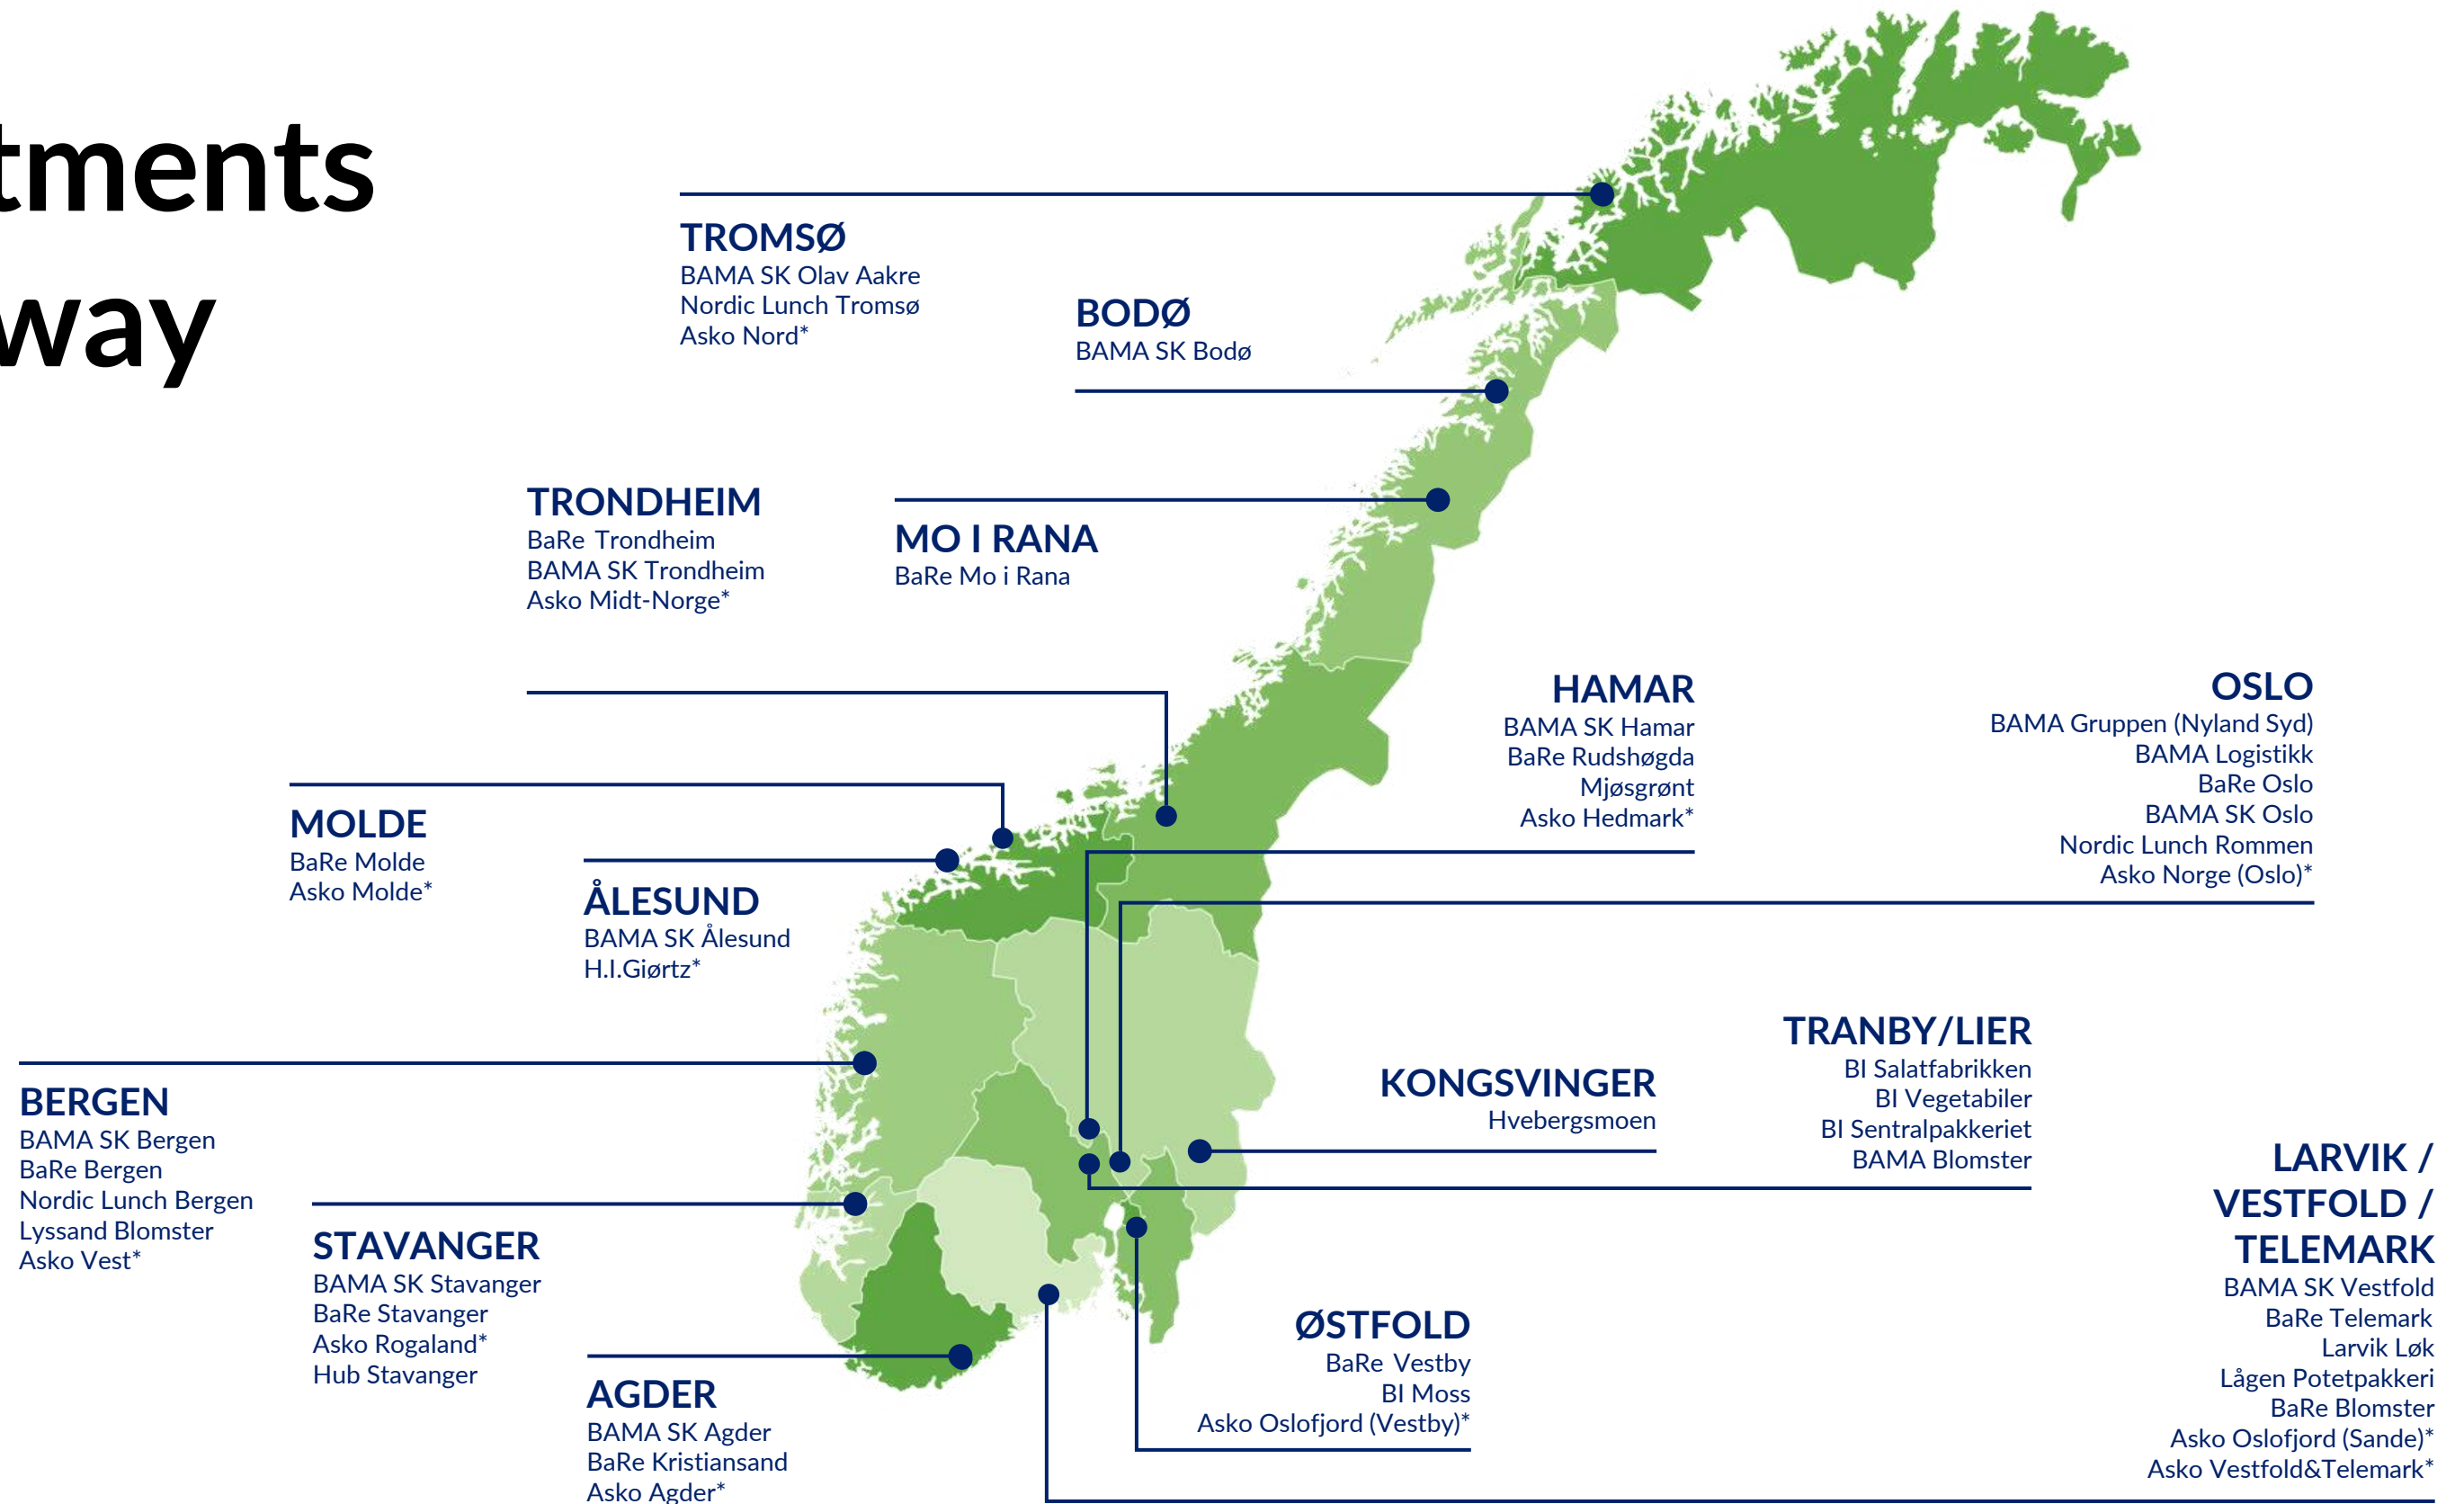 tments
way
TROMSØ
BAMA SK Olav Aakre
Nordic Lunch Tromsø
Asko Nord*
BODØ
BAMA SK Bodø
TRONDHEIM
BaRe Trondheim
BAMA SK Trondheim
Asko Midt-Norge*
MO I RANA
BaRe Mo i Rana
HAMAR
BAMA SK Hamar
BaRe Rudshøgda
Mjøsgrønt
Asko Hedmark*
OSLO
BAMA Gruppen (Nyland Syd)
BAMA Logistikk
BaRe Oslo
BAMA SK Oslo
Nordic Lunch Rommen
Asko Norge (Oslo)*
MOLDE
BaRe Molde
Asko Molde*
ÅLESUND
BAMA SK Ålesund
H.I.Giørtz*
BERGEN
BAMA SK Bergen
BaRe Bergen
Nordic Lunch Bergen
Lyssand Blomster
Asko Vest*
KONGSVINGER
Hvebergsmoen
TRANBY/LIER
BI Salatfabrikken
BI Vegetabiler
BI Sentralpakkeriet
BAMA Blomster
STAVANGER
BAMA SK Stavanger
BaRe Stavanger
Asko Rogaland*
Hub Stavanger
AGDER
BAMA SK Agder
BaRe Kristiansand
Asko Agder*
ØSTFOLD
BaRe Vestby
BI Moss
Asko Oslofjord (Vestby)*
LARVIK /
VESTFOLD /
TELEMARK
BAMA SK Vestfold
BaRe Telemark
Larvik Løk
Lågen Potetpakkeri
BaRe Blomster
Asko Oslofjord (Sande)*
Asko Vestfold&Telemark*